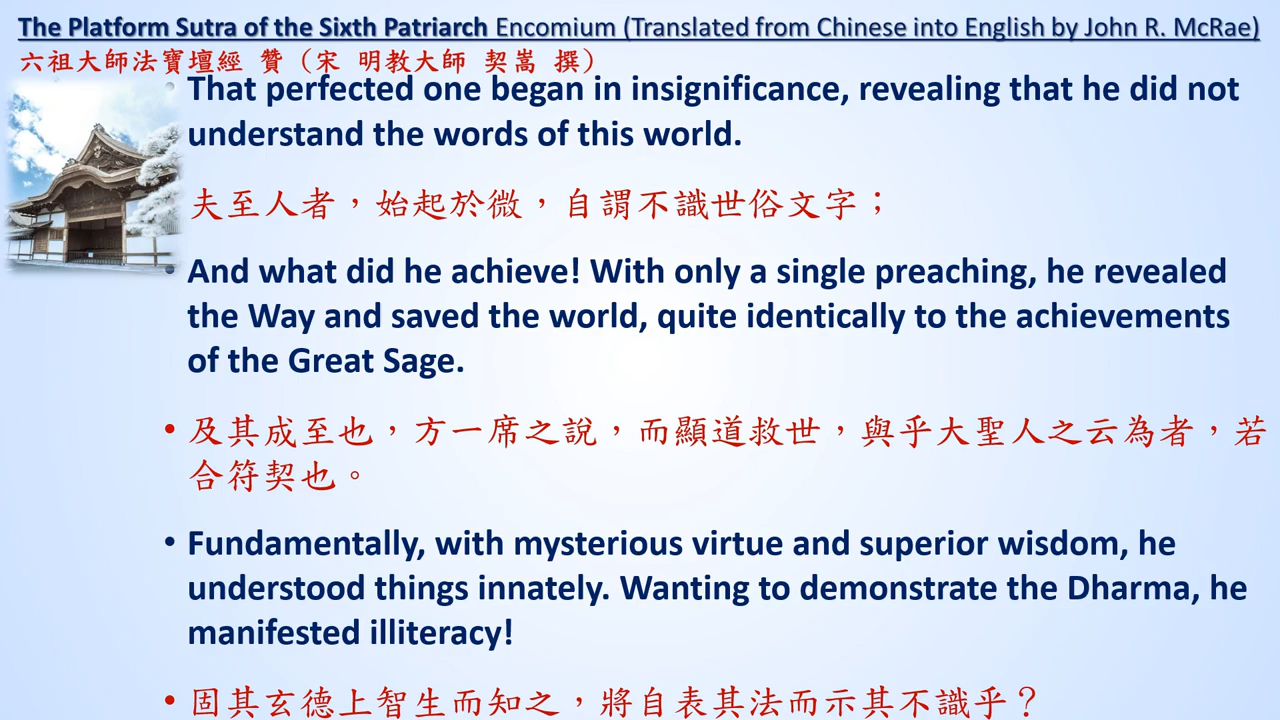 The Platform Sutra of the Sixth Patriarch Encomium (Translated from Chinese into English by John R. McRae)
六祖大師法寶壇經 贊 (宋 明教大師 契嵩 撰)
• That perfected one began in insignificance, revealing that he did not
understand the words of this world.
夫至人者，始起於微，自謂不識世俗文字；
• And what did he achieve! With only a single preaching, he revealed
the Way and saved the world, quite identically to the achievements
of the Great Sage.
• 及其成至也，方一席之說，而顯道救世，與乎大聖人之云為者，若
合符契也。
• Fundamentally, with mysterious virtue and superior wisdom, he
understood things innately. Wanting to demonstrate the Dharma, he
manifested illiteracy!
• 固其玄德上智生而知之，將自表其法而示其不識乎？